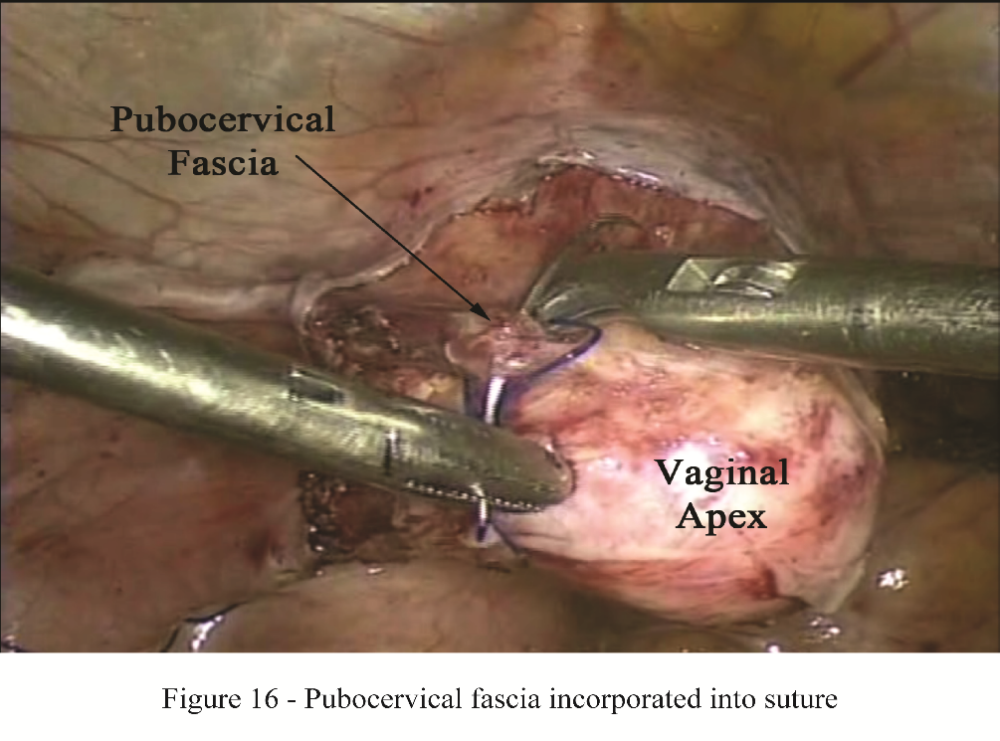 Pubocervical
Fascia
Vaginal
Apex
Figure 16 - Pubocervical fascia incorporated into suture